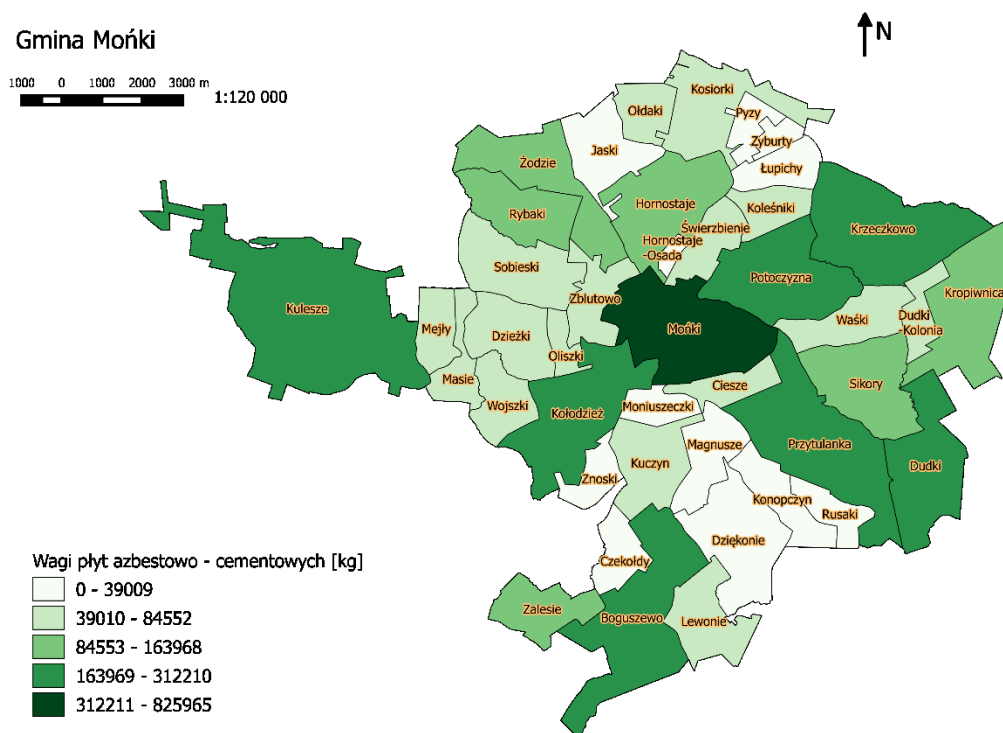 Gmina Mońki
N
1000 0 1000 2000 3000 m
1:120 000
Kosiorki
Ołdaki
Pyzy
Zyburty
Jaski
Żodzie
Łupichy
Hornostaje
Koleśniki
Rybaki
Świerzbienie
Krzeczkowo
Hornostaje
-Osada
Sobieski
Potoczyzna
Zblutowo
Kropiwnica
Kulesze
Waśki
Dudki
-Kolonia
Mejły
Dzieżki
Mońki
Oliszki
Masie
Ciesze
Sikory
Wojszki
Kołodzież
Moniuszeczki
Magnusze
Przytulanka
Kuczyn
Dudki
Znoski
Konopczyn
Rusaki
Dziękonie
Czekołdy
Zalesie
Boguszewo
Lewonie
Wagi płyt azbestowo - cementowych [kg]
0 - 39009
39010 - 84552
84553 - 163968
163969 - 312210
312211 - 825965